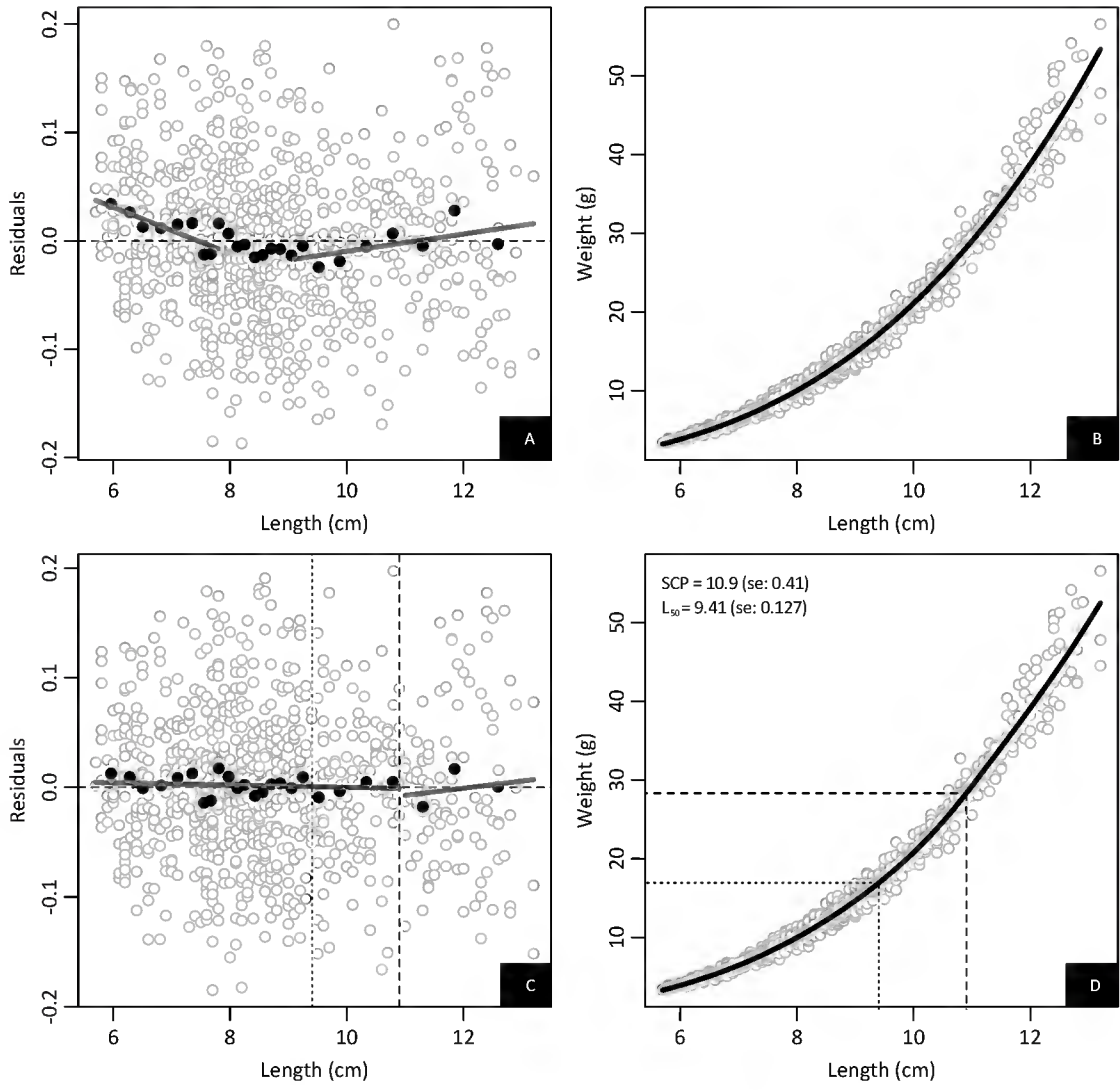 0.2
0.1
0.0
-0.1
-0.2
Residuals
6 8 10 12
Length (cm)
A
50
40
30
20
10
Weight (g)
6 8 10 12
Length (cm)
B
0.2
0.1
0.0
-0.1
-0.2
Residuals
6 8 10 12
Length (cm)
C
SCP = 10.9 (se: 0.41)
L₅₀ = 9.41 (se: 0.127)
50
40
30
20
10
Weight (g)
6 8 10 12
Length (cm)
D